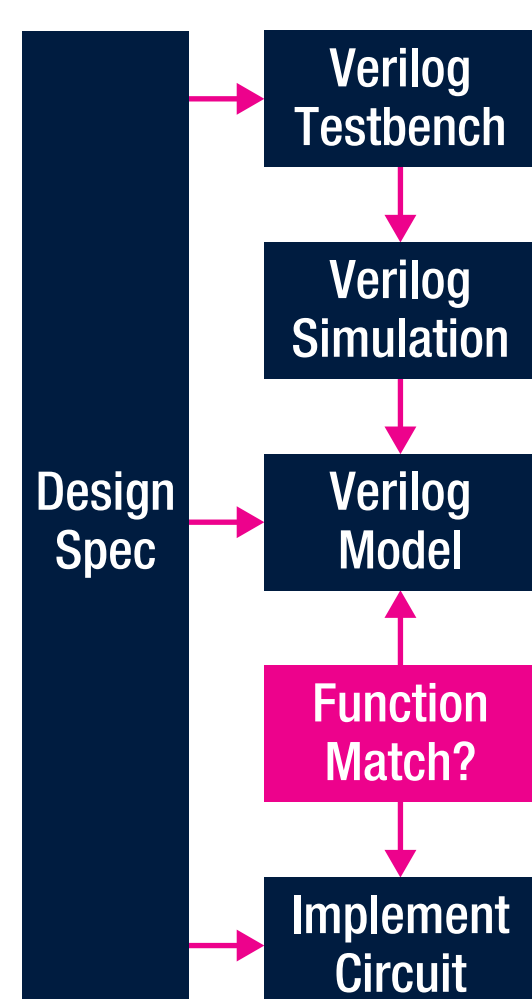 Verilog
Testbench
Verilog
Simulation
Design
Spec
Verilog
Model
Function
Match?
Implement
Circuit